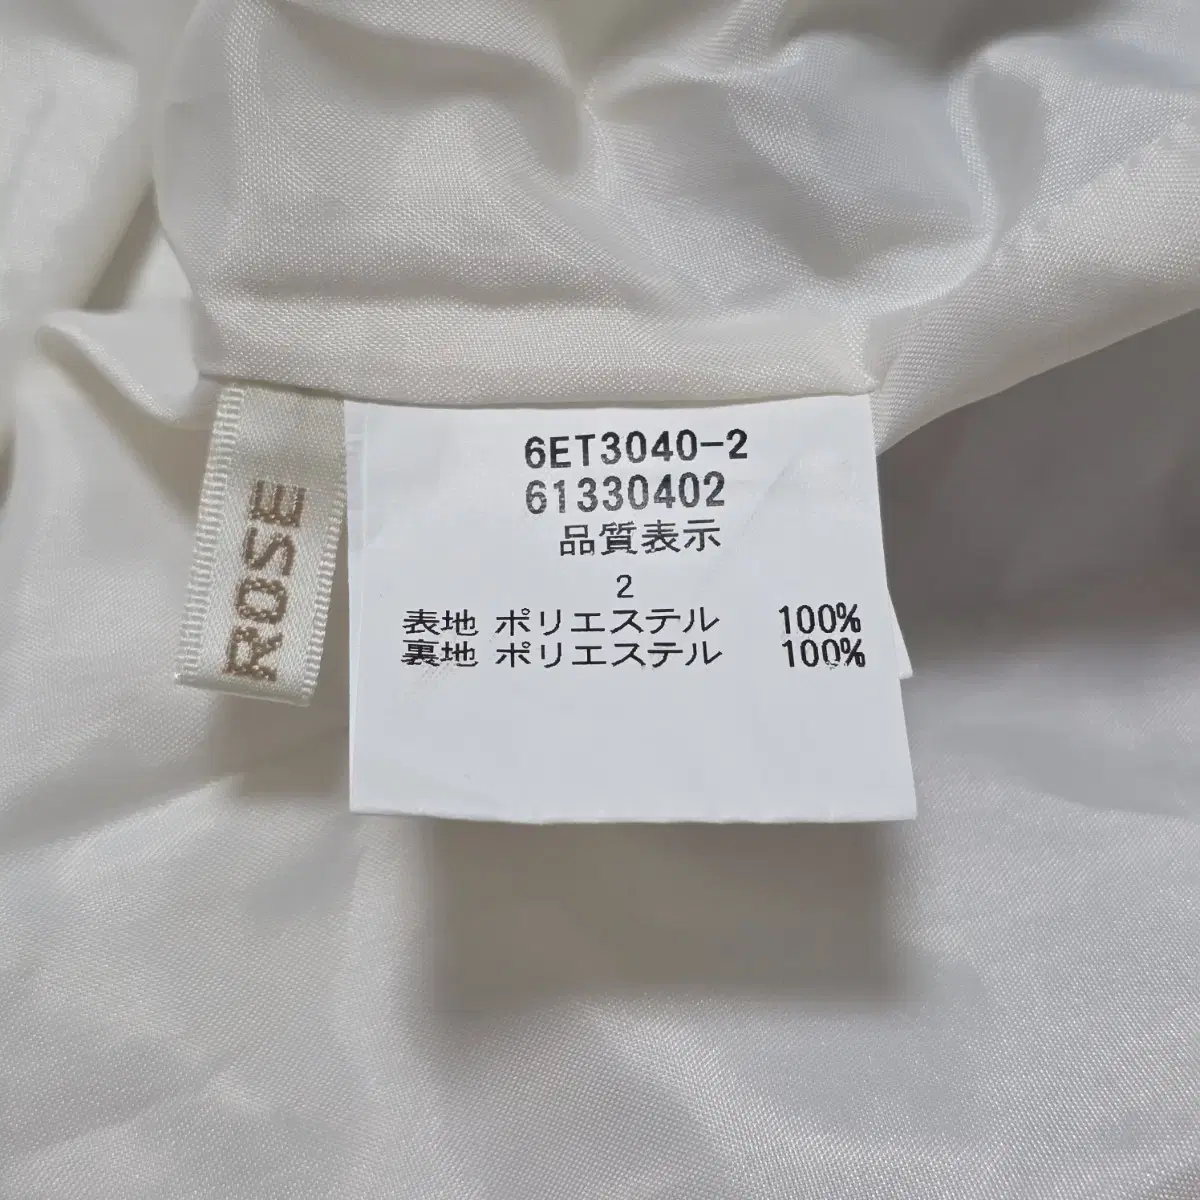 ROSE
6ET3040-2
61330402
品質表示
2
表地 ポリエステル 100%
裏地 ポリエステル 100%